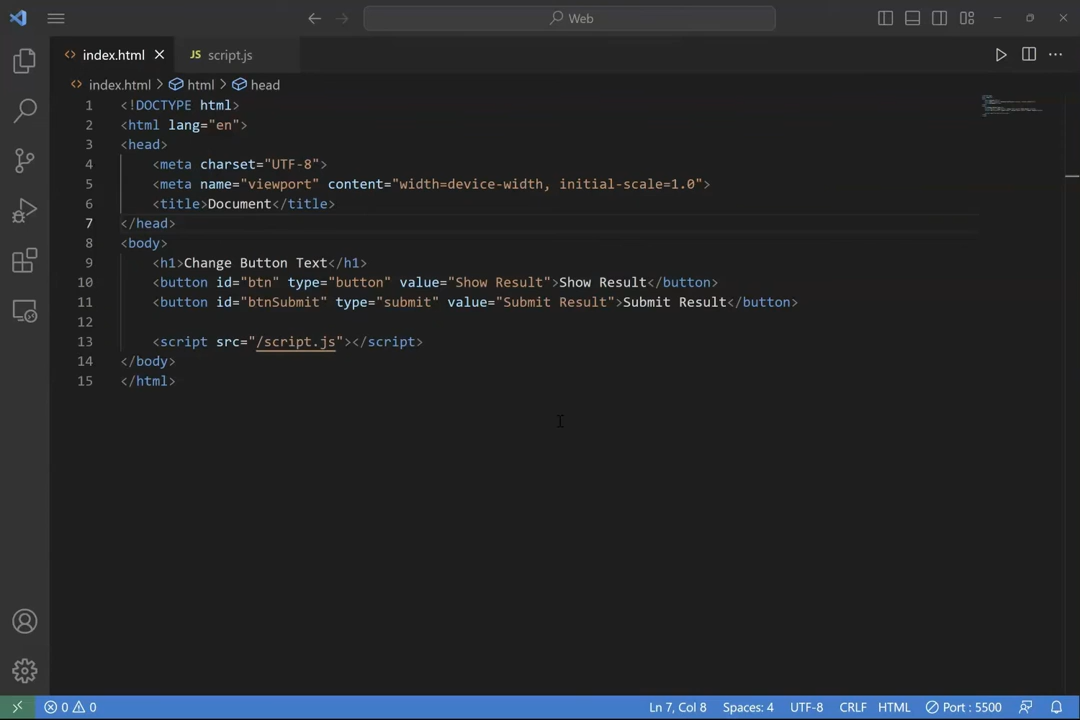 Web
index.html
JS script.js
index.html > html > head
1 <!DOCTYPE html>
2 <html lang="en">
3 <head>
4     <meta charset="UTF-8">
5     <meta name="viewport" content="width=device-width, initial-scale=1.0">
6     <title>Document</title>
7 </head>
8 <body>
9     <h1>Change Button Text</h1>
10     <button id="btn" type="button" value="Show Result">Show Result</button>
11     <button id="btnSubmit" type="submit" value="Submit Result">Submit Result</button>
12
13     <script src="/script.js"></script>
14 </body>
15 </html>
0 0 Ln 7, Col 8 Spaces: 4 UTF-8 CRLF HTML Port : 5500